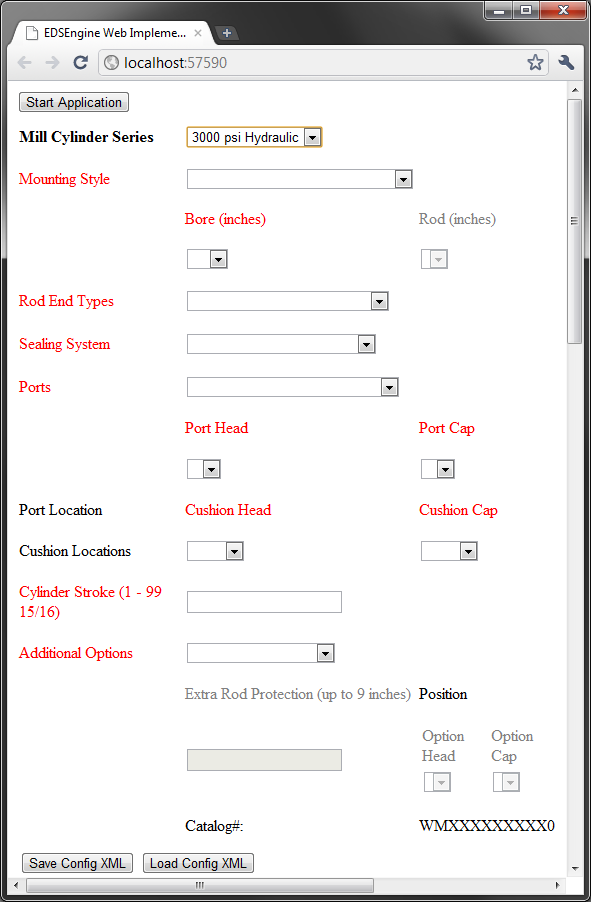 EDSEngine Web Impleme...
localhost:57590
Start Application
Mill Cylinder Series
3000 psi Hydraulic
Mounting Style
Bore (inches)
Rod (inches)
Rod End Types
Sealing System
Ports
Port Head
Port Cap
Port Location
Cushion Head
Cushion Cap
Cushion Locations
Cylinder Stroke (1 - 99
15/16)
Additional Options
Extra Rod Protection (up to 9 inches)
Position
Option
Head
Option
Cap
Catalog#:
WMXXXXXXXXX0
Save Config XML
Load Config XML